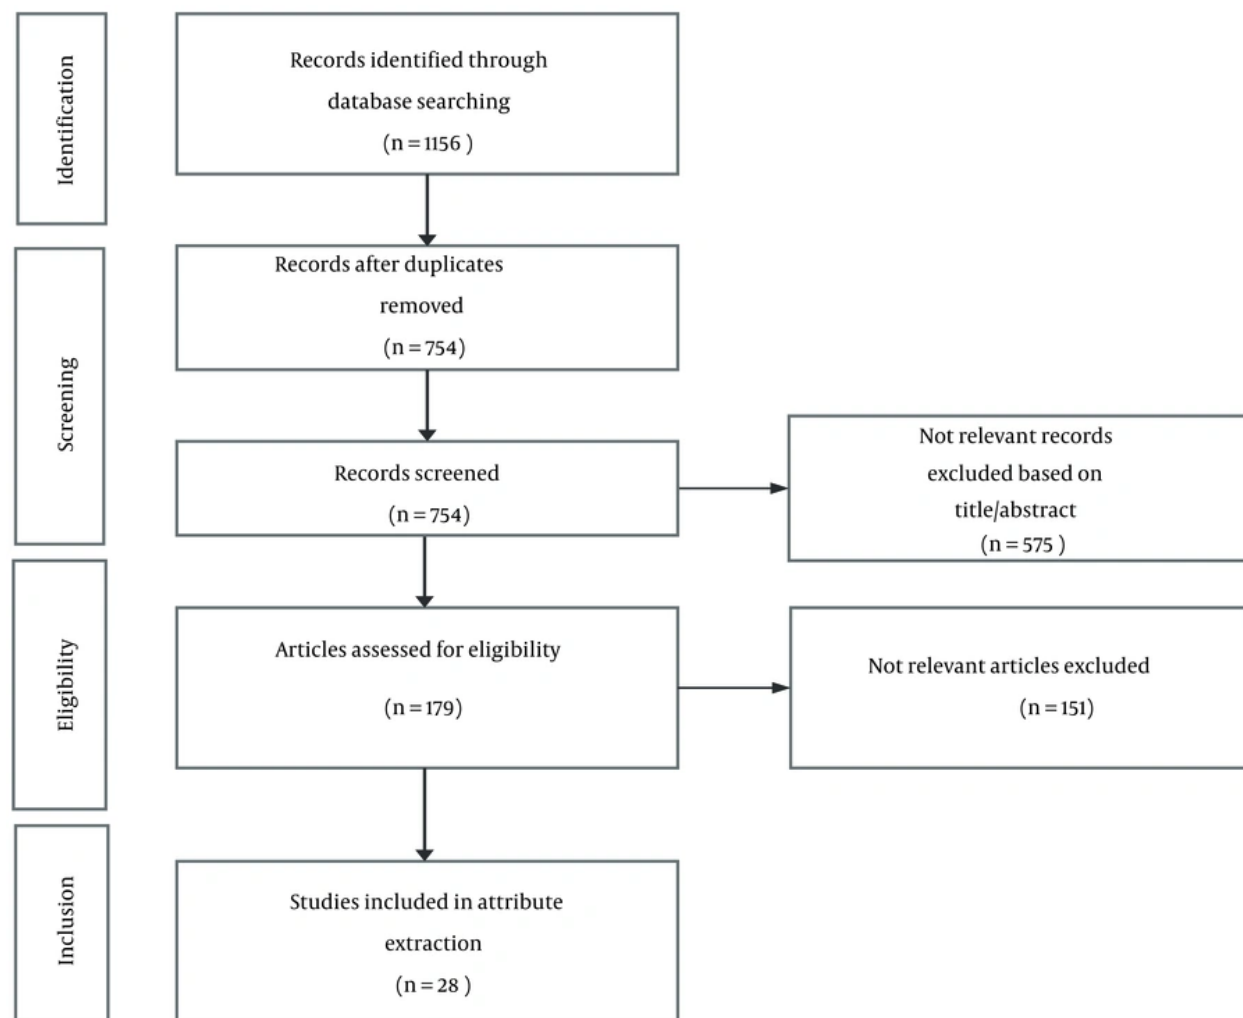 Identification
Records identified through
database searching
(n = 1156 )
Screening
Records after duplicates
removed
(n = 754)
Records screened
(n = 754)
Not relevant records
excluded based on
title/abstract
(n = 575 )
Eligibility
Articles assessed for eligibility
(n = 179)
Not relevant articles excluded
(n = 151)
Inclusion
Studies included in attribute
extraction
(n = 28 )